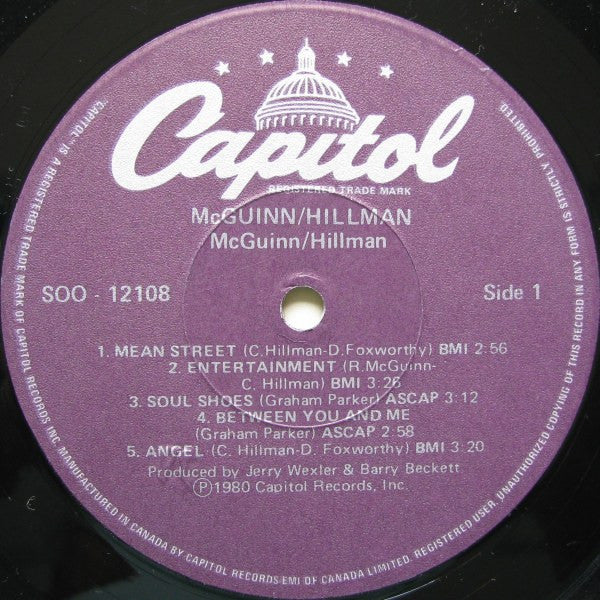 Capitol
REGISTERED TRADE MARK
McGUINN/HILLMAN
McGuinn/Hillman
SOO - 12108
Side 1
1. MEAN STREET (C. Hillman-D. Foxworthy) BMI 2:56
2. ENTERTAINMENT (R.McGuinn-
C. Hillman) BMI 3:26
3. SOUL SHOES (Graham Parker) ASCAP 3:12
4. BETWEEN YOU AND ME
(Graham Parker) ASCAP 2:58
5. ANGEL (C. Hillman-D. Foxworthy) BMI 3:20
Produced by Jerry Wexler & Barry Beckett
Ⓟ1980 Capitol Records, Inc.
"CAPITOL" IS A REGISTERED TRADE MARK OF CAPITOL RECORDS INC. MANUFACTURED IN CANADA BY CAPITOL RECORDS EMI OF CANADA LIMITED. REGISTERED USER. UNAUTHORIZED COPYING OF THIS RECORD IN ANY FORM IS STRICTLY PROHIBITED.